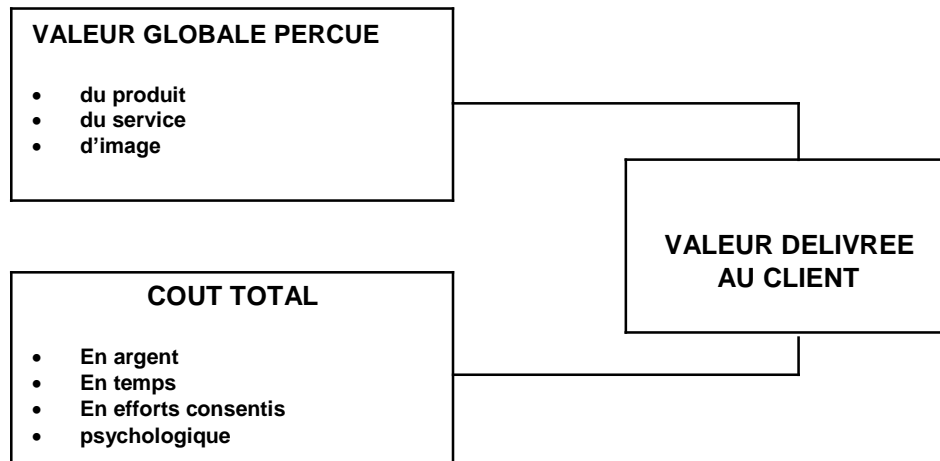 VALEUR GLOBALE PERCUE
• du produit
• du service
• d'image
VALEUR DELIVREE
AU CLIENT
COUT TOTAL
• En argent
• En temps
• En efforts consentis
• psychologique